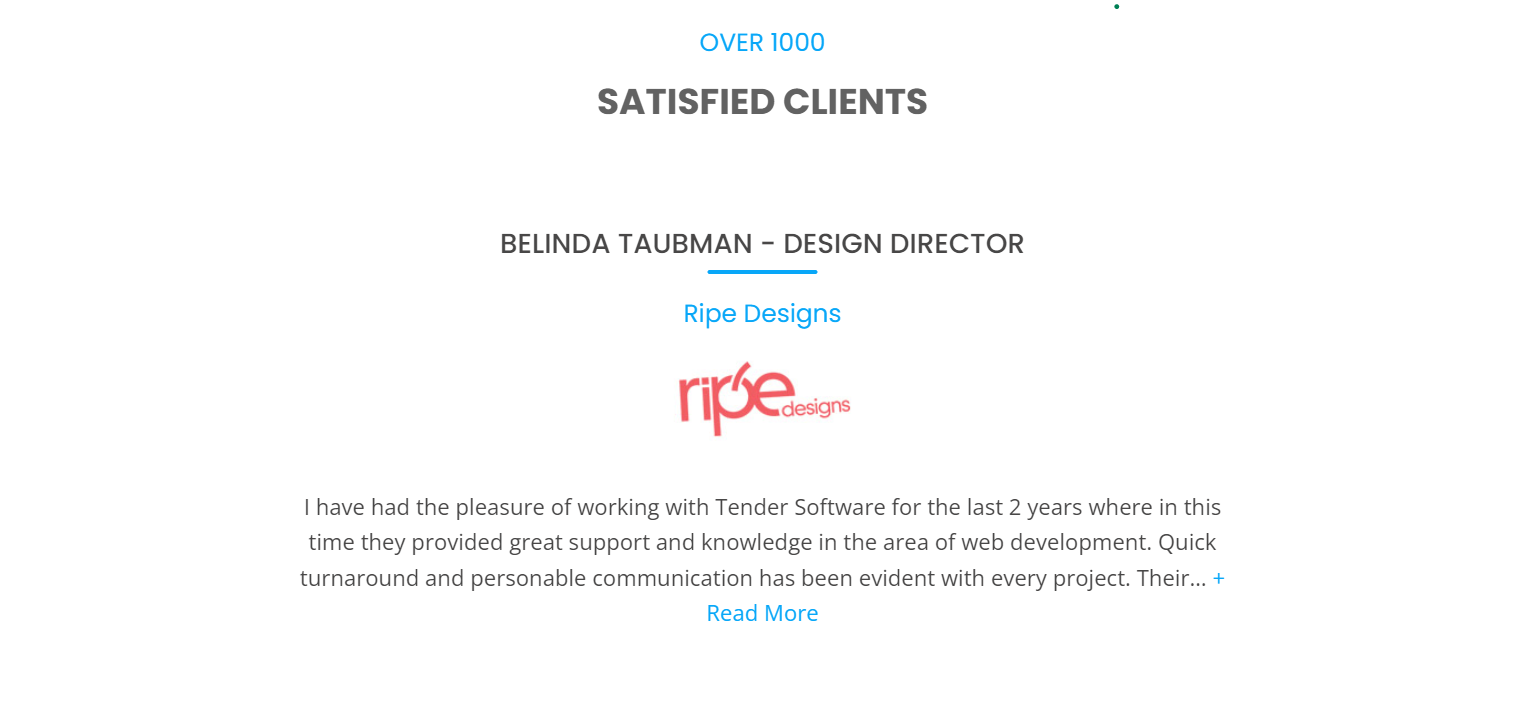 OVER 1000
SATISFIED CLIENTS
BELINDA TAUBMAN - DESIGN DIRECTOR
Ripe Designs
ripe designs
I have had the pleasure of working with Tender Software for the last 2 years where in this
time they provided great support and knowledge in the area of web development. Quick
turnaround and personable communication has been evident with every project. Their... +
Read More